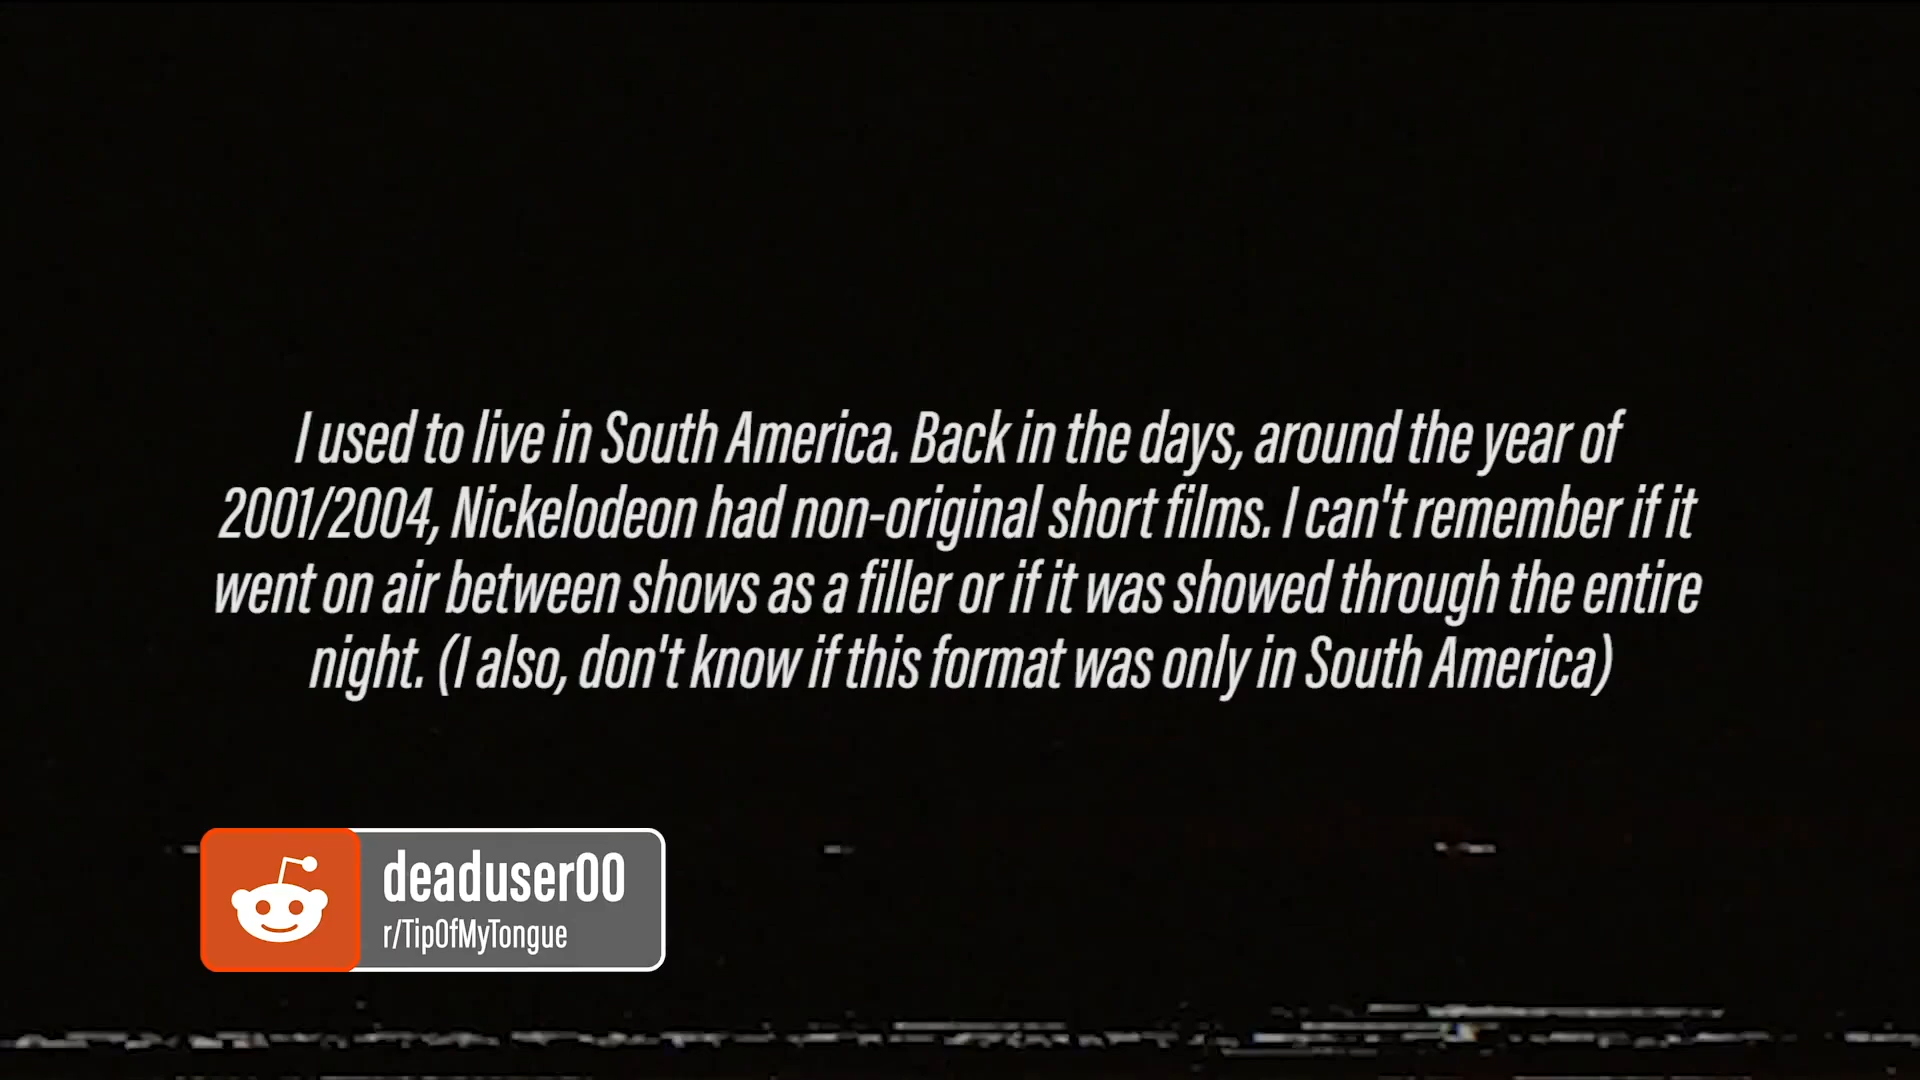 I used to live in South America. Back in the days, around the year of
2001/2004, Nickelodeon had non-original short films. I can't remember if it
went on air between shows as a filler or if it was showed through the entire
night. (I also, don't know if this format was only in South America)
deaduser00
r/TipOfMyTongue